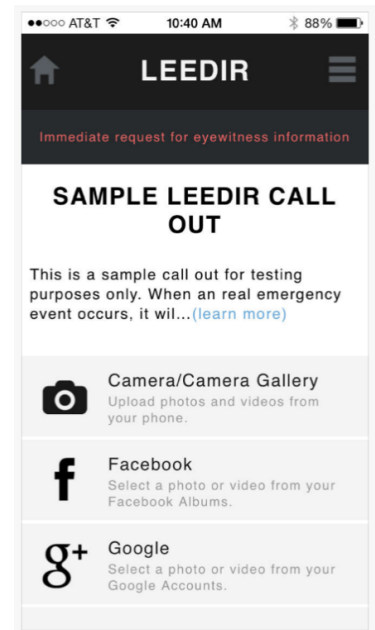 ●●○○○ AT&T 10:40 AM 88%
LEEDIR
Immediate request for eyewitness information
SAMPLE LEEDIR CALL
OUT
This is a sample call out for testing
purposes only. When an real emergency
event occurs, it wil...(learn more)
Camera/Camera Gallery
Upload photos and videos from
your phone.
f
Facebook
Select a photo or video from your
Facebook Albums.
g+
Google
Select a photo or video from your
Google Accounts.